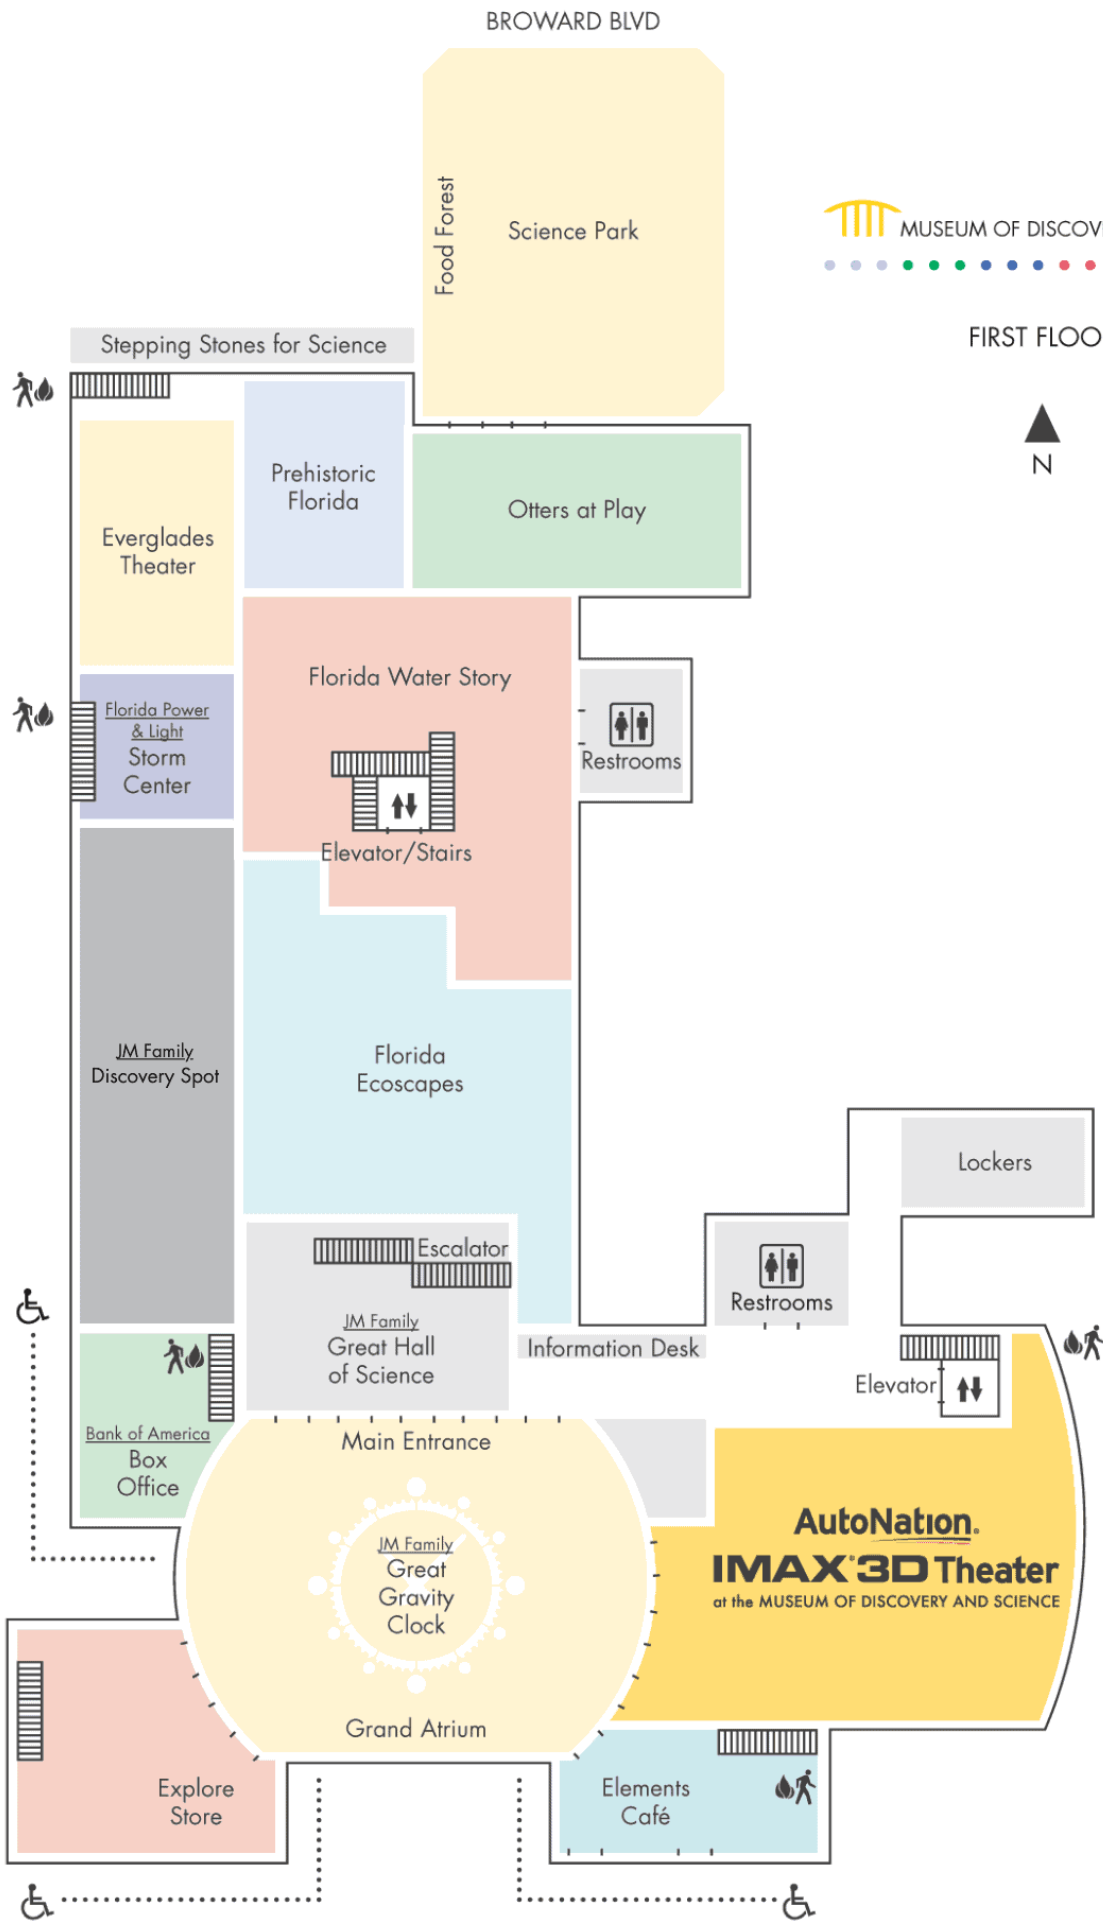 BROWARD BLVD
Food Forest
Science Park
MUSEUM OF DISCOV
FIRST FLOO
N
Stepping Stones for Science
Prehistoric
Florida
Otters at Play
Everglades
Theater
Florida Water Story
Florida Power
& Light
Storm
Center
Restrooms
Elevator/Stairs
JM Family
Discovery Spot
Florida
Ecoscapes
Lockers
Escalator
Restrooms
JM Family
Great Hall
of Science
Information Desk
Elevator
Bank of America
Box
Office
Main Entrance
AutoNation.
IMAX® 3D Theater
at the MUSEUM OF DISCOVERY AND SCIENCE
JM Family
Great
Gravity
Clock
Grand Atrium
Explore
Store
Elements
Café